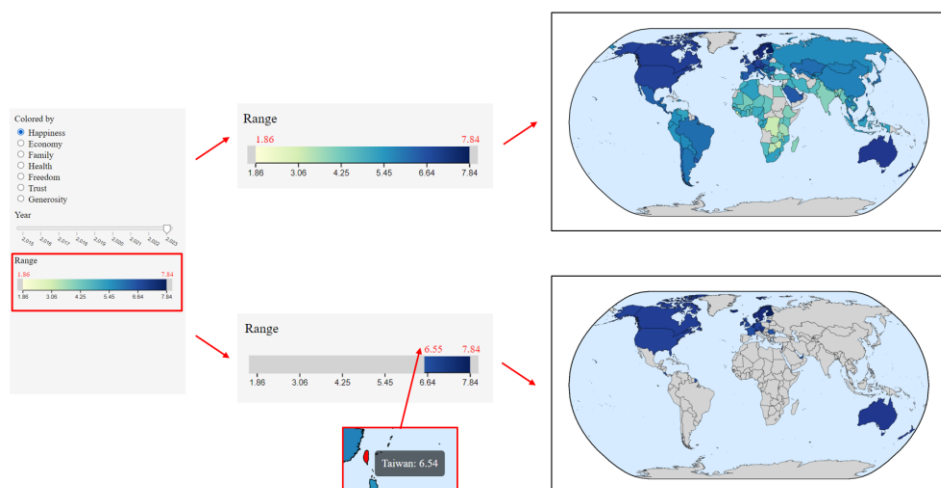 Colored by
Happiness
Economy
Family
Health
Freedom
Trust
Generosity
Year
2,015 2,016 2,017 2,018 2,019 2,020 2,021 2,022 2,023
Range
1.86 7.84
1.86 3.06 4.25 5.45 6.64 7.84
Range
1.86 7.84
1.86 3.06 4.25 5.45 6.64 7.84
Range
6.55 7.84
1.86 3.06 4.25 5.45 6.64 7.84
Taiwan: 6.54